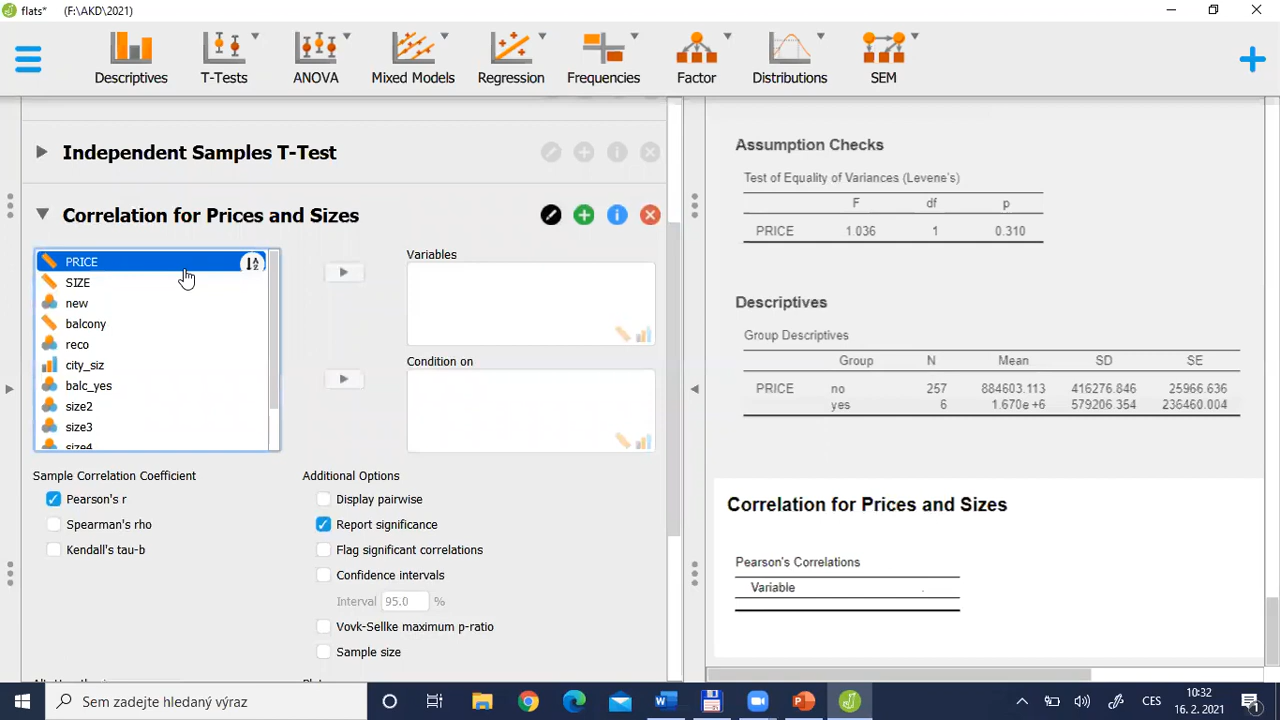 flats* (F:\AKD\2021)
Descriptives T-Tests ANOVA Mixed Models Regression Frequencies Factor Distributions SEM
Independent Samples T-Test
Correlation for Prices and Sizes
PRICE
SIZE
new
balcony
reco
city_siz
balc_yes
size2
size3
size4
Variables
Condition on
Sample Correlation Coefficient
Pearson's r
Spearman's rho
Kendall's tau-b
Additional Options
Display pairwise
Report significance
Flag significant correlations
Confidence intervals
Interval 95.0 %
Vovk-Sellke maximum p-ratio
Sample size
Assumption Checks
Test of Equality of Variances (Levene's)
F df p
PRICE 1.036 1 0.310
Descriptives
Group Descriptives
Group N Mean SD SE
PRICE no 257 884603.113 416276.846 25966.636
yes 6 1.670e +6 579206.354 236460.004
Correlation for Prices and Sizes
Pearson's Correlations
Variable .
Sem zadejte hledaný výraz
CES
10:32
16. 2. 2021